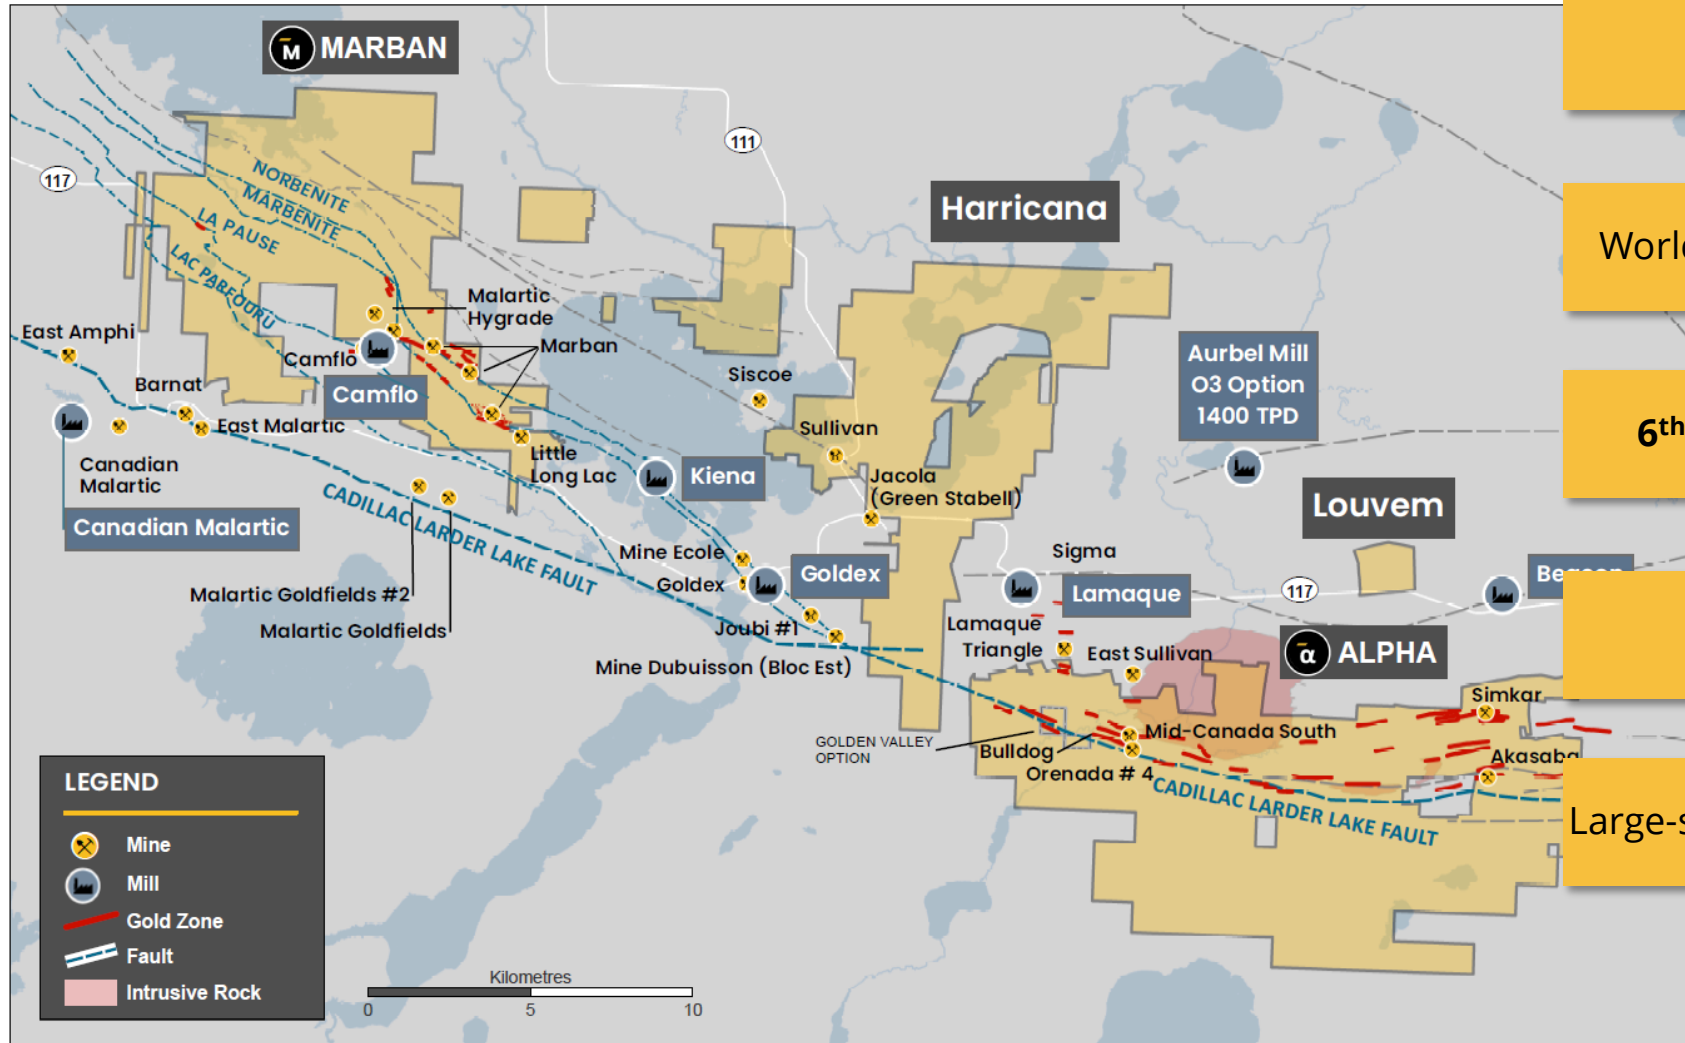 M MARBAN
111
117
Harricana
NORBENITE
MARBENITE
LA PAUSE
LAC PARFOURU
Malartic
Hygrade
East Amphi
Camflo
Marban
Camflo
Barnat
East Malartic
Siscoe
Sullivan
Aurbel Mill
O3 Option
1400 TPD
Canadian
Malartic
Canadian Malartic
Little
Long Lac
Kiena
Jacola
(Green Stabell)
Louvem
CADILLAC LARDER LAKE FAULT
Mine Ecole
Goldex
Goldex
Sigma
Lamaque
117
Malartic Goldfields #2
Malartic Goldfields
Joubi #1
Mine Dubuisson (Bloc Est)
Lamaque
Triangle
East Sullivan
α ALPHA
Simkar
GOLDEN VALLEY
OPTION
Bulldog
Mid-Canada South
Orenada # 4
Akasaba
CADILLAC LARDER LAKE FAULT
6th
Large-s
LEGEND
Mine
Mill
Gold Zone
Fault
Intrusive Rock
Kilometres
0 5 10